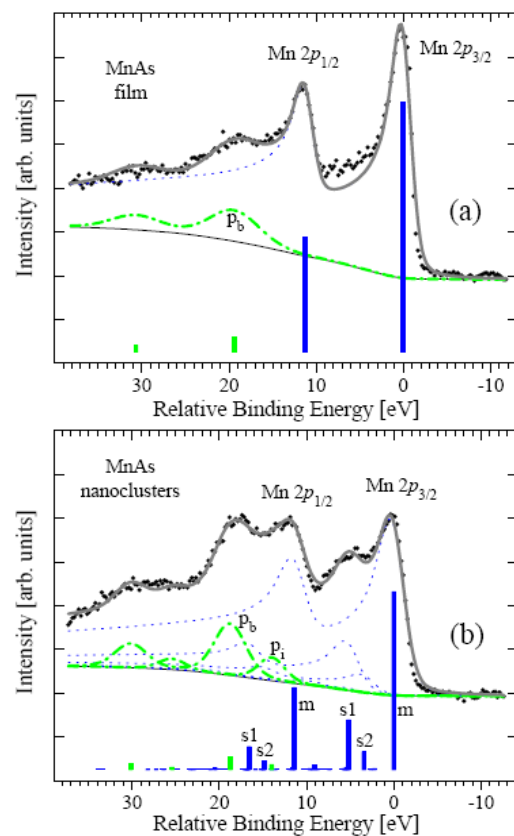 MnAs
film
Mn 2p1/2
Mn 2p3/2
(a)
pb
Intensity [arb. units]
30 20 10 0 -10
Relative Binding Energy [eV]
MnAs
nanoclusters
Mn 2p1/2
Mn 2p3/2
(b)
pb
pi
m
m
s1
s2
s1
s2
Intensity [arb. units]
30 20 10 0 -10
Relative Binding Energy [eV]